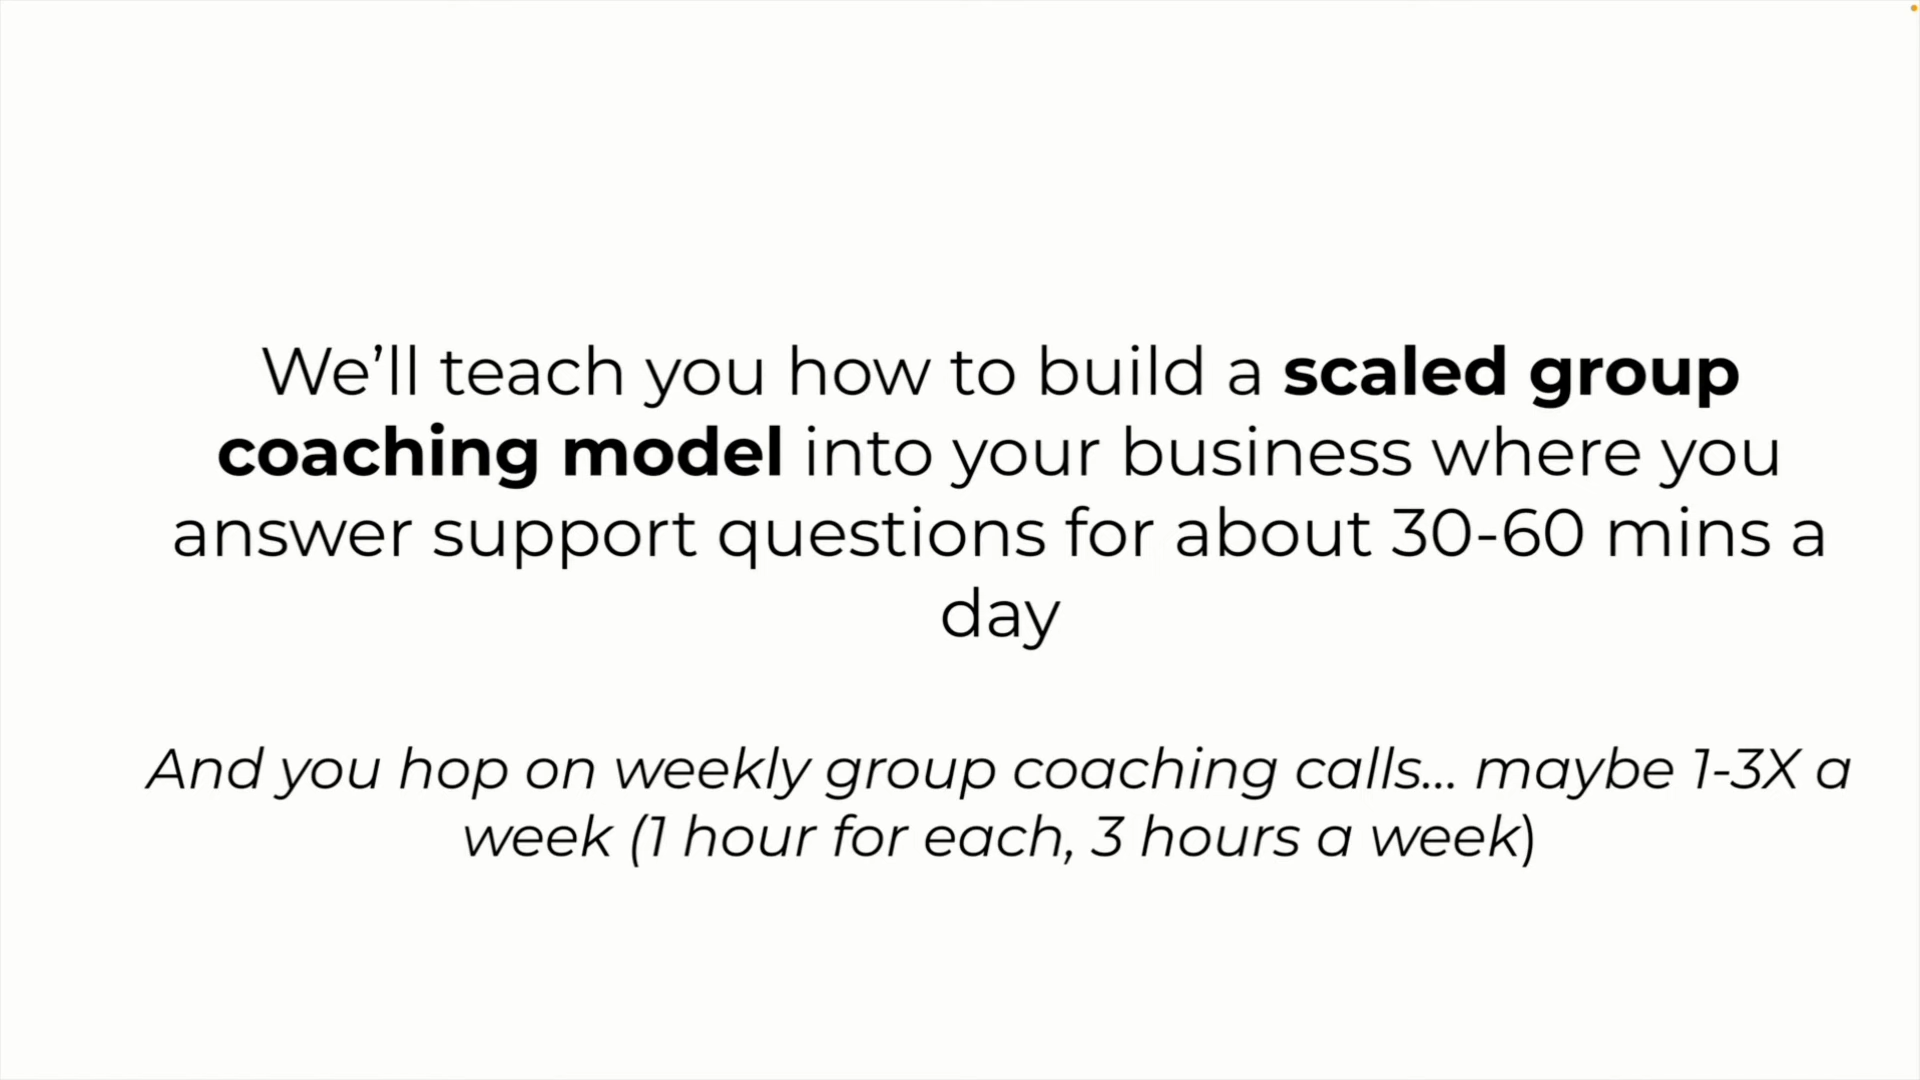 We’ll teach you how to build a scaled group
coaching model into your business where you
answer support questions for about 30-60 mins a
day
And you hop on weekly group coaching calls... maybe 1-3X a
week (1 hour for each, 3 hours a week)